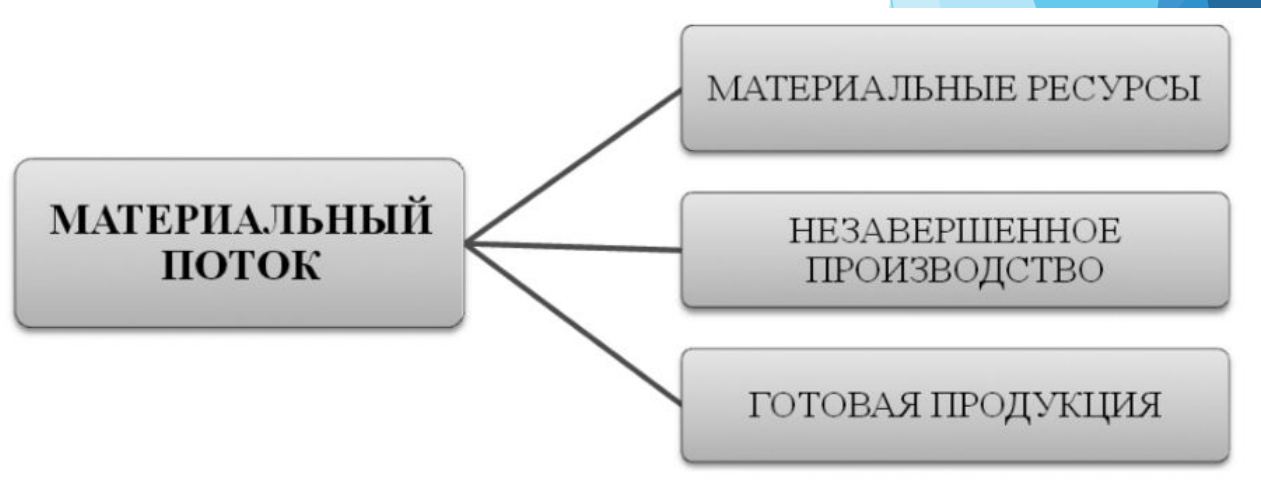 МАТЕРИАЛЬНЫЙ
ПОТОК
МАТЕРИАЛЬНЫЕ РЕСУРСЫ
НЕЗАВЕРШЕННОЕ
ПРОИЗВОДСТВО
ГОТОВАЯ ПРОДУКЦИЯ